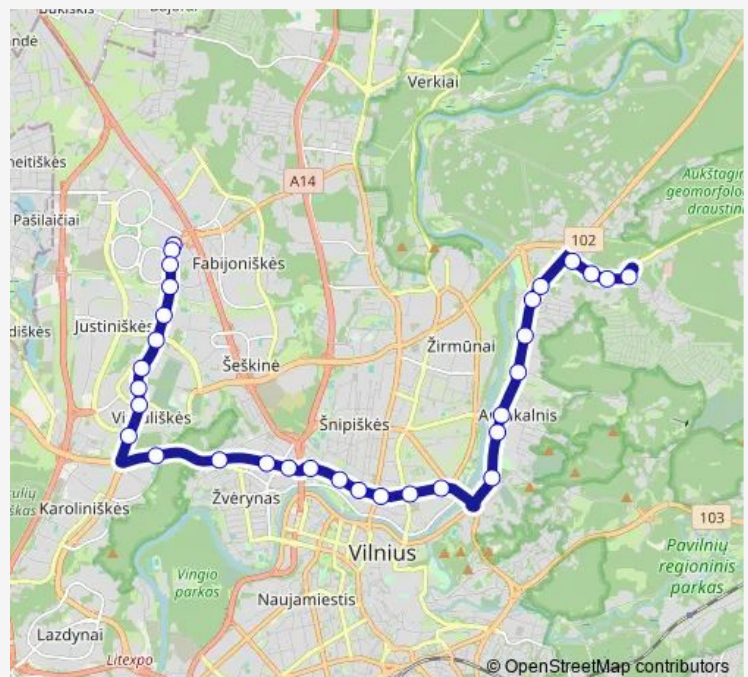 Verkiai
A14
Pašilaičiai
102
Fabijoniškės
Justiniškės
Šeškinė
Žirmūnai
Šnipiškės
Karoliniškės
Žvėrynas
103
Vilnius
Vingio
parkas
Pavilnių
regioninis
parkas
Naujamiestis
Lazdynai
Litexpo
© OpenStreetMap contributors